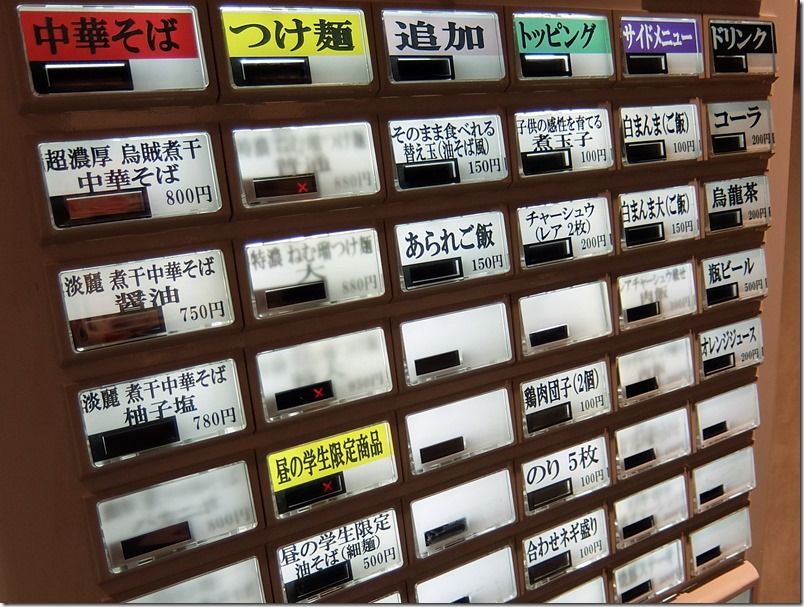 中華そば
つけ麺
追加
トッピング
サイドメニュー
ドリンク
超濃厚 烏賊煮干
中華そば
800円
880円
そのまま食べれる
替え玉(油そば風)
150円
子供の感性を育てる
煮玉子
100円
白まんま(ご飯)
100円
コーラ
200円
淡麗 煮干中華そば
醤油
750円
880円
あられご飯
150円
チャーシュウ
(レア 2枚)
200円
白まんま大(ご飯)
150円
烏龍茶
200円
淡麗 煮干中華そば
柚子塩
780円
瓶ビール
500円
鶏肉団子(2個)
100円
オレンジジュース
200円
昼の学生限定商品
のり 5枚
100円
昼の学生限定
油そば(細麺)
500円
合わせネギ盛り
100円